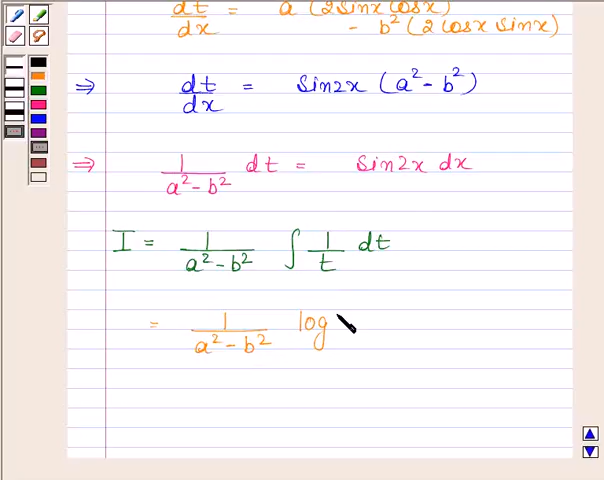 dt/dx = a (2 sinx cosx)
- b² (2 cosx sinx)
⇒ dt/dx = sin2x (a² - b²)
⇒ 1/(a² - b²) dt = sin2x dx
I = 1/(a² - b²) ∫ 1/t dt
= 1/(a² - b²) log